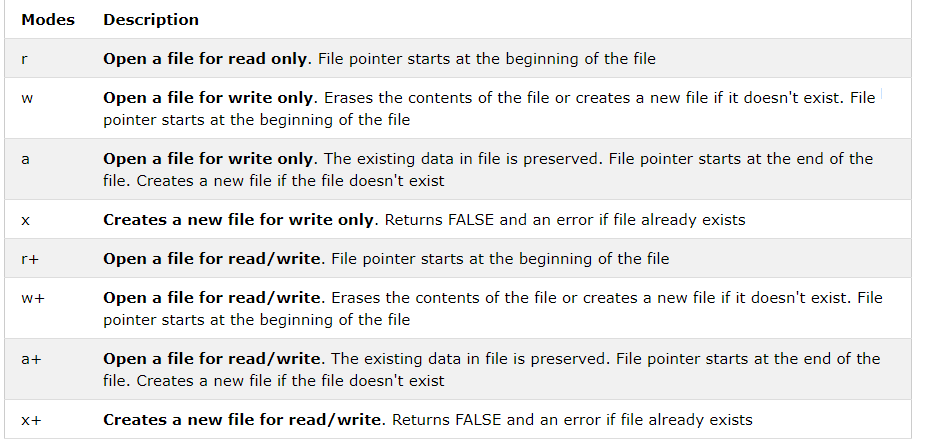 Modes Description
r Open a file for read only. File pointer starts at the beginning of the file
w Open a file for write only. Erases the contents of the file or creates a new file if it doesn't exist. File
pointer starts at the beginning of the file
a Open a file for write only. The existing data in file is preserved. File pointer starts at the end of the
file. Creates a new file if the file doesn't exist
x Creates a new file for write only. Returns FALSE and an error if file already exists
r+ Open a file for read/write. File pointer starts at the beginning of the file
w+ Open a file for read/write. Erases the contents of the file or creates a new file if it doesn't exist. File
pointer starts at the beginning of the file
a+ Open a file for read/write. The existing data in file is preserved. File pointer starts at the end of the
file. Creates a new file if the file doesn't exist
x+ Creates a new file for read/write. Returns FALSE and an error if file already exists